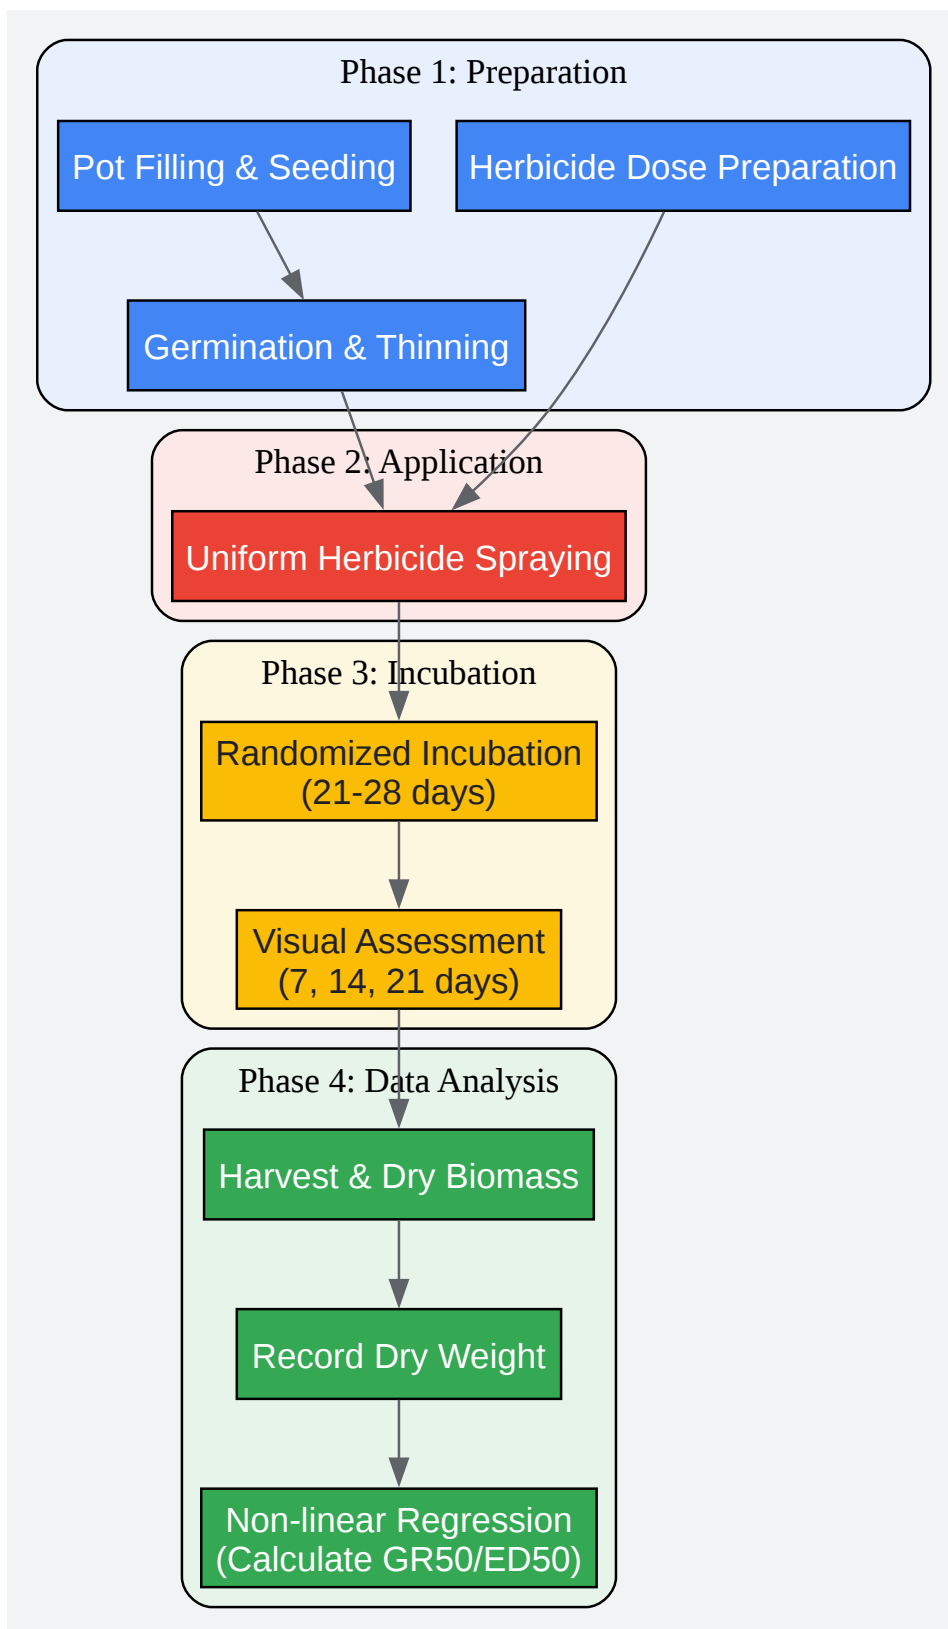 Phase 1: Preparation
Pot Filling & Seeding
Herbicide Dose Preparation
Germination & Thinning
Phase 2: Application
Uniform Herbicide Spraying
Phase 3: Incubation
Randomized Incubation
(21-28 days)
Visual Assessment
(7, 14, 21 days)
Phase 4: Data Analysis
Harvest & Dry Biomass
Record Dry Weight
Non-linear Regression
(Calculate GR50/ED50)